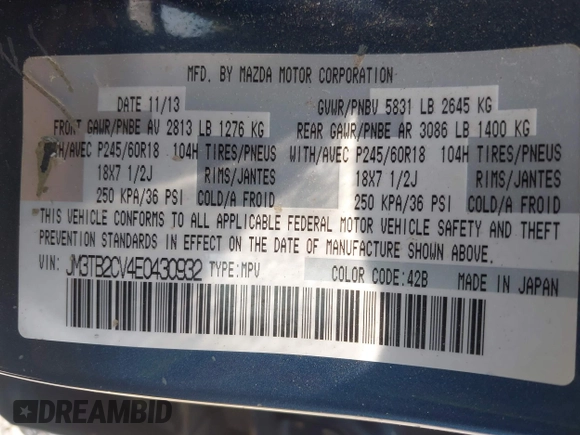 MFD. BY MAZDA MOTOR CORPORATION
DATE 11/13 GVWR/PNBV 5831 LB 2645 KG
FRONT GAWR/PNBE AV 2813 LB 1276 KG REAR GAWR/PNBE AR 3086 LB 1400 KG
WITH/AVEC P245/60R18 104H TIRES/PNEUS WITH/AVEC P245/60R18 104H TIRES/PNEUS
18X7 1/2J RIMS/JANTES 18X7 1/2J RIMS/JANTES
250 KPA/36 PSI COLD/A FROID 250 KPA/36 PSI COLD/A FROID
THIS VEHICLE CONFORMS TO ALL APPLICABLE FEDERAL MOTOR VEHICLE SAFETY AND THEFT
PREVENTION STANDARDS IN EFFECT ON THE DATE OF MANUFACTURE SHOWN ABOVE.
VIN: JM3TB2CV4E0430932 TYPE:MPV COLOR CODE:42B MADE IN JAPAN
DREAMBID